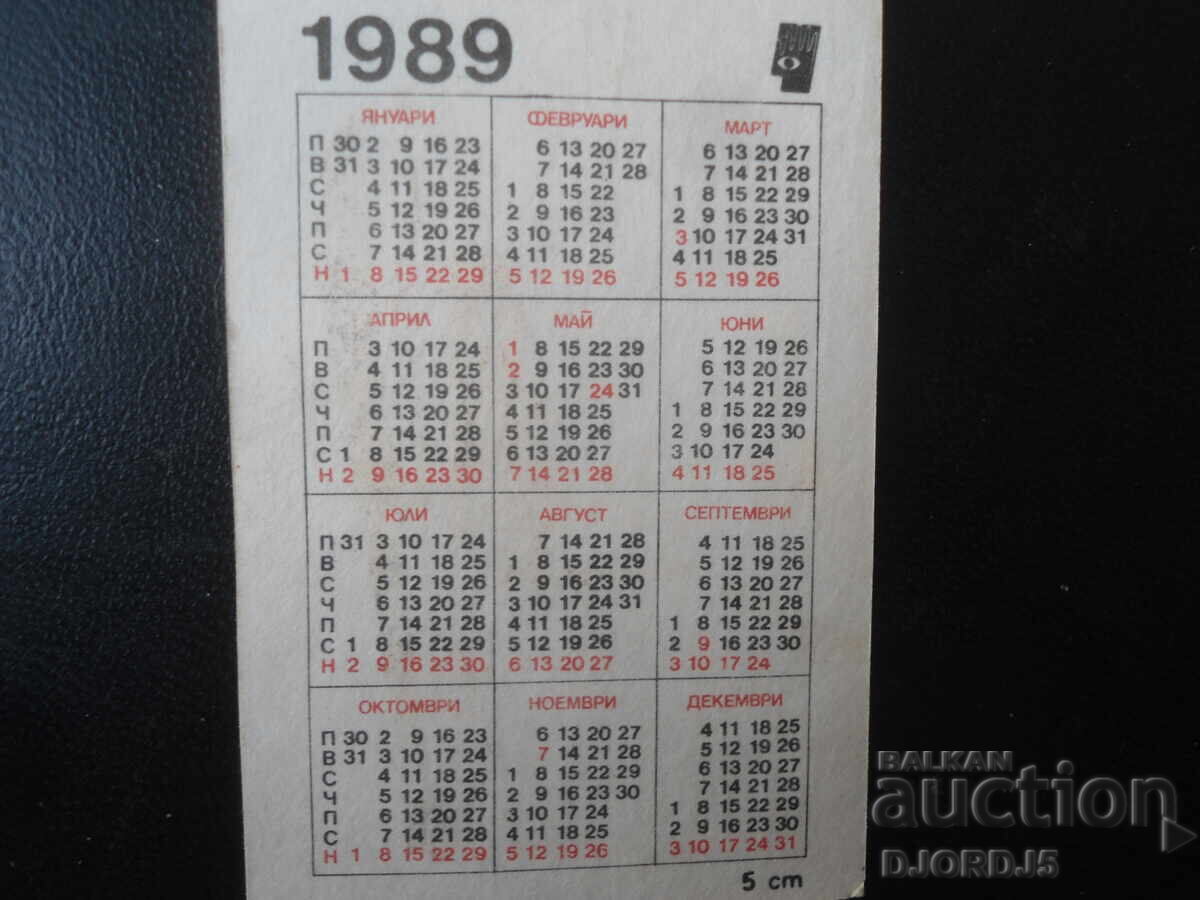 1989
ЯНУАРИ
П 30 2 9 16 23
В 31 3 10 17 24
С 4 11 18 25
Ч 5 12 19 26
П 6 13 20 27
С 7 14 21 28
Н 1 8 15 22 29
ФЕВРУАРИ
6 13 20 27
7 14 21 28
1 8 15 22
2 9 16 23
3 10 17 24
4 11 18 25
5 12 19 26
МАРТ
6 13 20 27
7 14 21 28
1 8 15 22 29
2 9 16 23 30
3 10 17 24 31
4 11 18 25
5 12 19 26
АПРИЛ
П 3 10 17 24
В 4 11 18 25
С 5 12 19 26
Ч 6 13 20 27
П 7 14 21 28
С 1 8 15 22 29
Н 2 9 16 23 30
МАЙ
1 8 15 22 29
2 9 16 23 30
3 10 17 24 31
4 11 18 25
5 12 19 26
6 13 20 27
7 14 21 28
ЮНИ
5 12 19 26
6 13 20 27
7 14 21 28
1 8 15 22 29
2 9 16 23 30
3 10 17 24
4 11 18 25
ЮЛИ
П 31 3 10 17 24
В 4 11 18 25
С 5 12 19 26
Ч 6 13 20 27
П 7 14 21 28
С 1 8 15 22 29
Н 2 9 16 23 30
АВГУСТ
7 14 21 28
1 8 15 22 29
2 9 16 23 30
3 10 17 24 31
4 11 18 25
5 12 19 26
6 13 20 27
СЕПТЕМВРИ
4 11 18 25
5 12 19 26
6 13 20 27
7 14 21 28
1 8 15 22 29
2 9 16 23 30
3 10 17 24
ОКТОМВРИ
П 30 2 9 16 23
В 31 3 10 17 24
С 4 11 18 25
Ч 5 12 19 26
П 6 13 20 27
С 7 14 21 28
Н 1 8 15 22 29
НОЕМВРИ
6 13 20 27
7 14 21 28
1 8 15 22 29
2 9 16 23 30
3 10 17 24
4 11 18 25
5 12 19 26
ДЕКЕМВРИ
4 11 18 25
5 12 19 26
6 13 20 27
7 14 21 28
1 8 15 22 29
2 9 16 23 30
3 10 17 24 31
5 cm
BALKAN
auction
DJORDJ5